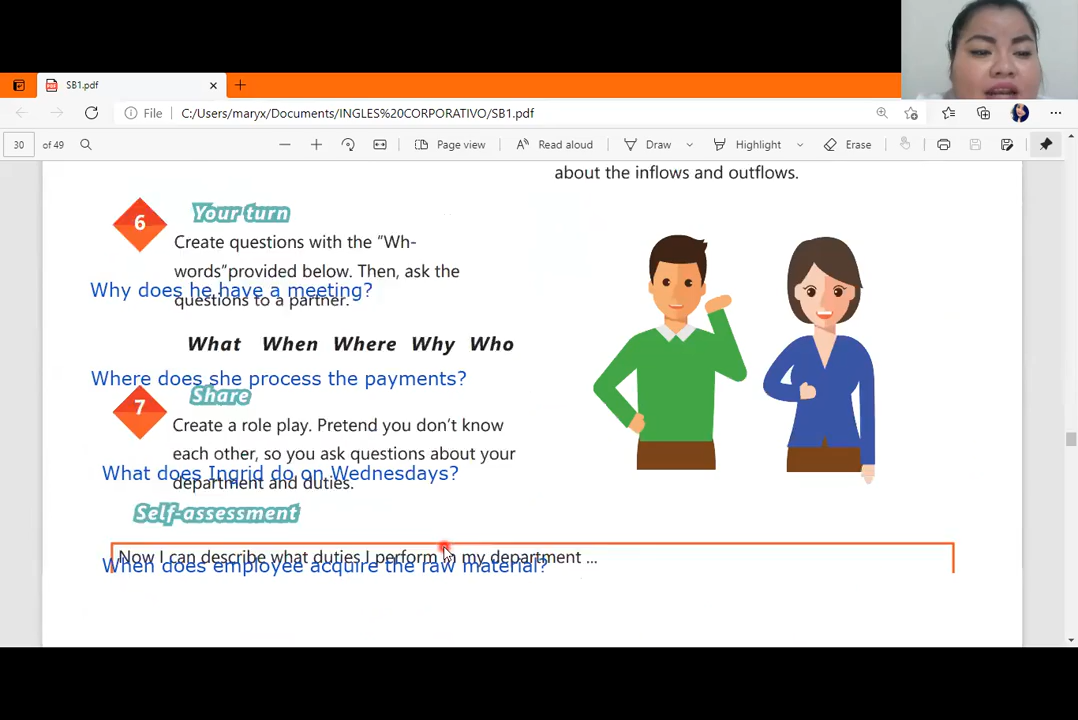 SB1.pdf
File C:/Users/maryx/Documents/INGLES%20CORPORATIVO/SB1.pdf
30 of 49 Page view Read aloud Draw Highlight Erase
about the inflows and outflows.
6 Your turn
Create questions with the “Wh-
words”provided below. Then, ask the
Why does he have a meeting?
questions to a partner.
What When Where Why Who
Where does she process the payments?
7 Share
Create a role play. Pretend you don’t know
each other, so you ask questions about your
What does Ingrid do on Wednesdays?
department and duties.
Self-assessment
Now I can describe what duties I perform in my department ...
When does employee acquire the raw material?